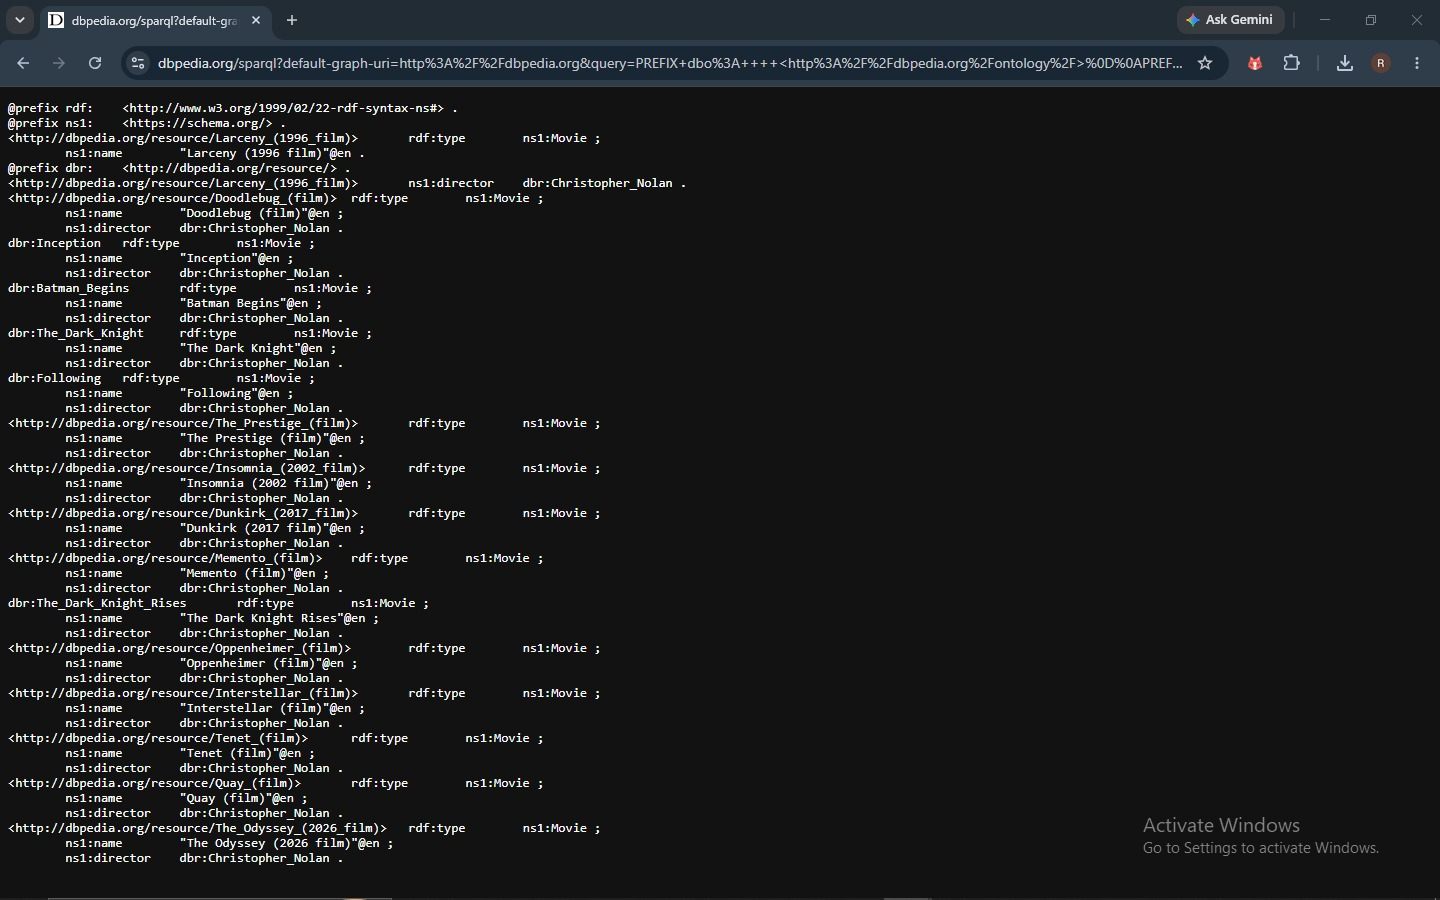 dbpedia.org/sparql?default-gra
Ask Gemini
dbpedia.org/sparql?default-graph-uri=http%3A%2F%2Fdbpedia.org&query=PREFIX+dbo%3A++++<http%3A%2F%2Fdbpedia.org%2Fontology%2F>%0D%0APREF...
R
@prefix rdf:    <http://www.w3.org/1999/02/22-rdf-syntax-ns#> .
@prefix ns1:    <https://schema.org/> .
<http://dbpedia.org/resource/Larceny_(1996_film)>       rdf:type        ns1:Movie ;
        ns1:name        "Larceny (1996 film)"@en .
@prefix dbr:    <http://dbpedia.org/resource/> .
<http://dbpedia.org/resource/Larceny_(1996_film)>       ns1:director    dbr:Christopher_Nolan .
<http://dbpedia.org/resource/Doodlebug_(film)>  rdf:type        ns1:Movie ;
        ns1:name        "Doodlebug (film)"@en ;
        ns1:director    dbr:Christopher_Nolan .
dbr:Inception   rdf:type        ns1:Movie ;
        ns1:name        "Inception"@en ;
        ns1:director    dbr:Christopher_Nolan .
dbr:Batman_Begins       rdf:type        ns1:Movie ;
        ns1:name        "Batman Begins"@en ;
        ns1:director    dbr:Christopher_Nolan .
dbr:The_Dark_Knight     rdf:type        ns1:Movie ;
        ns1:name        "The Dark Knight"@en ;
        ns1:director    dbr:Christopher_Nolan .
dbr:Following   rdf:type        ns1:Movie ;
        ns1:name        "Following"@en ;
        ns1:director    dbr:Christopher_Nolan .
<http://dbpedia.org/resource/The_Prestige_(film)>       rdf:type        ns1:Movie ;
        ns1:name        "The Prestige (film)"@en ;
        ns1:director    dbr:Christopher_Nolan .
<http://dbpedia.org/resource/Insomnia_(2002_film)>      rdf:type        ns1:Movie ;
        ns1:name        "Insomnia (2002 film)"@en ;
        ns1:director    dbr:Christopher_Nolan .
<http://dbpedia.org/resource/Dunkirk_(2017_film)>       rdf:type        ns1:Movie ;
        ns1:name        "Dunkirk (2017 film)"@en ;
        ns1:director    dbr:Christopher_Nolan .
<http://dbpedia.org/resource/Memento_(film)>    rdf:type        ns1:Movie ;
        ns1:name        "Memento (film)"@en ;
        ns1:director    dbr:Christopher_Nolan .
dbr:The_Dark_Knight_Rises       rdf:type        ns1:Movie ;
        ns1:name        "The Dark Knight Rises"@en ;
        ns1:director    dbr:Christopher_Nolan .
<http://dbpedia.org/resource/Oppenheimer_(film)>        rdf:type        ns1:Movie ;
        ns1:name        "Oppenheimer (film)"@en ;
        ns1:director    dbr:Christopher_Nolan .
<http://dbpedia.org/resource/Interstellar_(film)>       rdf:type        ns1:Movie ;
        ns1:name        "Interstellar (film)"@en ;
        ns1:director    dbr:Christopher_Nolan .
<http://dbpedia.org/resource/Tenet_(film)>      rdf:type        ns1:Movie ;
        ns1:name        "Tenet (film)"@en ;
        ns1:director    dbr:Christopher_Nolan .
<http://dbpedia.org/resource/Quay_(film)>       rdf:type        ns1:Movie ;
        ns1:name        "Quay (film)"@en ;
        ns1:director    dbr:Christopher_Nolan .
<http://dbpedia.org/resource/The_Odyssey_(2026_film)>   rdf:type        ns1:Movie ;
        ns1:name        "The Odyssey (2026 film)"@en ;
        ns1:director    dbr:Christopher_Nolan .
Activate Windows
Go to Settings to activate Windows.